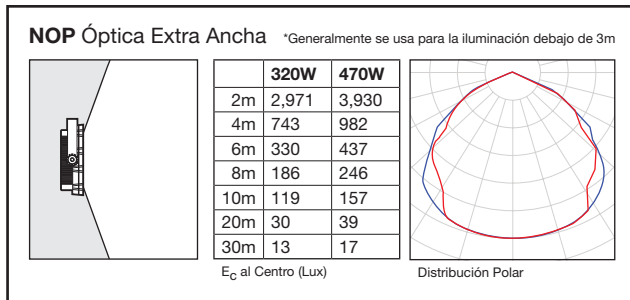 NOP Óptica Extra Ancha *Generalmente se usa para la iluminación debajo de 3m
320W 470W
2m 2,971 3,930
4m 743 982
6m 330 437
8m 186 246
10m 119 157
20m 30 39
30m 13 17
EC al Centro (Lux)
Distribución Polar